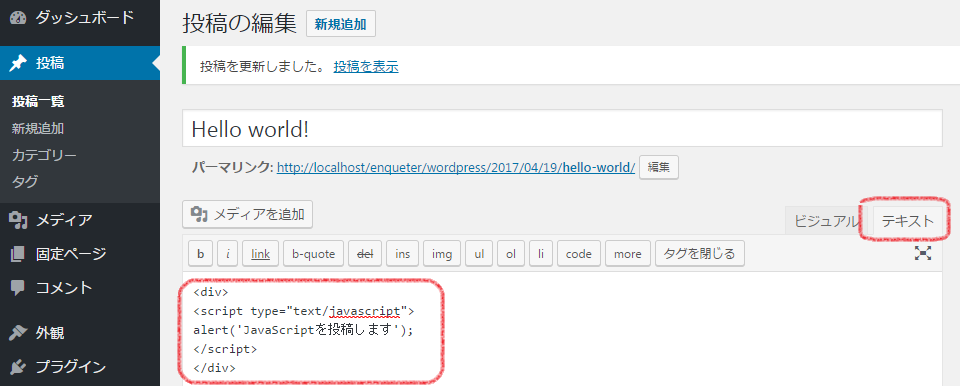 ダッシュボード
投稿
投稿一覧
新規追加
カテゴリー
タグ
メディア
固定ページ
コメント
外観
プラグイン
投稿の編集 新規追加
投稿を更新しました。 投稿を表示
Hello world!
パーマリンク: http://localhost/enqueter/wordpress/2017/04/19/hello-world/ 編集
メディアを追加
ビジュアル テキスト
b i link b-quote del ins img ul ol li code more タグを閉じる
<div>
<script type="text/javascript">
alert('JavaScriptを投稿します');
</script>
</div>